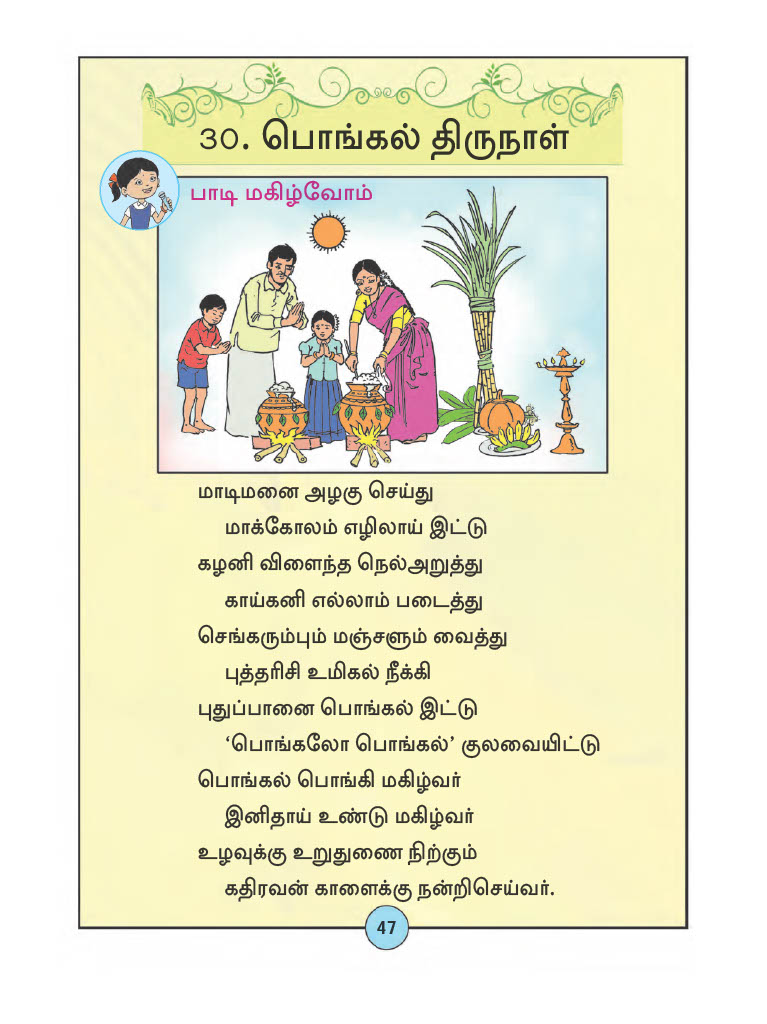 30. பொங்கல் திருநாள்
பாடி மகிழ்வோம்
மாடிமனை அழகு செய்து
மாக்கோலம் எழிலாய் இட்டு
கழனி விளைந்த நெல்அறுத்து
காய்கனி எல்லாம் படைத்து
செங்கரும்பும் மஞ்சளும் வைத்து
புத்தரிசி உமிகல் நீக்கி
புதுப்பானை பொங்கல் இட்டு
‘பொங்கலோ பொங்கல்’ குலவையிட்டு
பொங்கல் பொங்கி மகிழ்வர்
இனிதாய் உண்டு மகிழ்வர்
உழவுக்கு உறுதுணை நிற்கும்
கதிரவன் காளைக்கு நன்றிசெய்வர்.
47